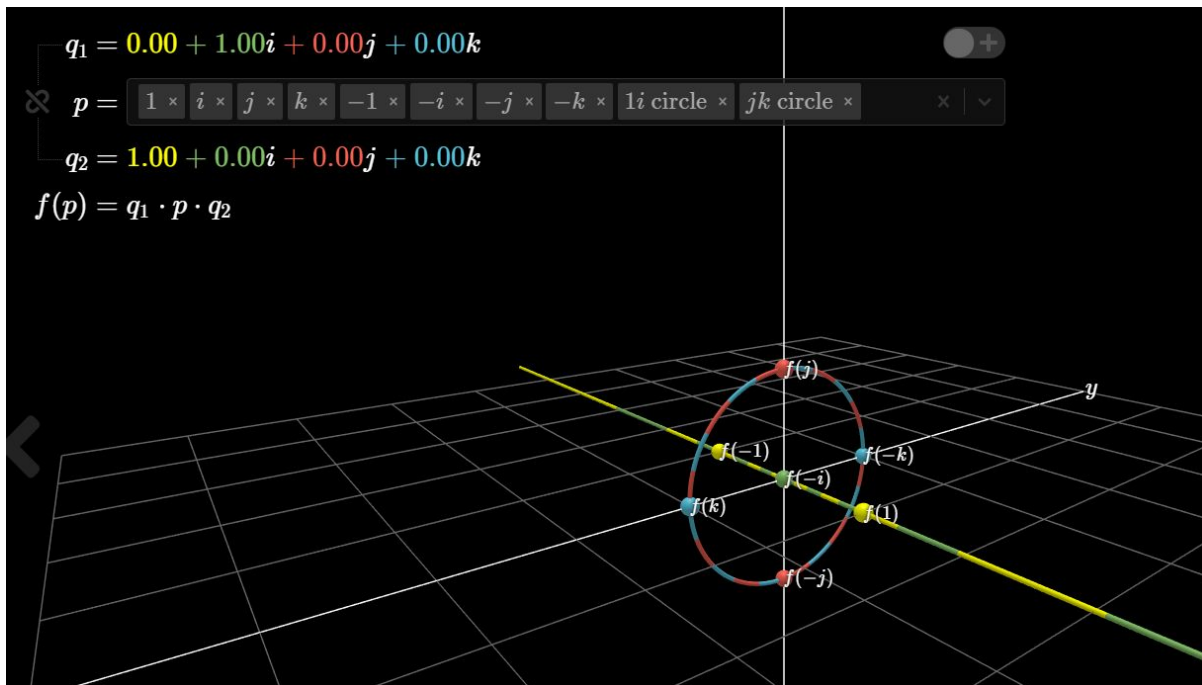 q₁ = 0.00 + 1.00i + 0.00j + 0.00k
p = 1 × i × j × k × −1 × −i × −j × −k × 1i circle × jk circle × ×
q₂ = 1.00 + 0.00i + 0.00j + 0.00k
f(p) = q₁ · p · q₂
f(j)
y
f(−1)
f(−k)
f(−i)
f(k)
f(1)
f(−j)